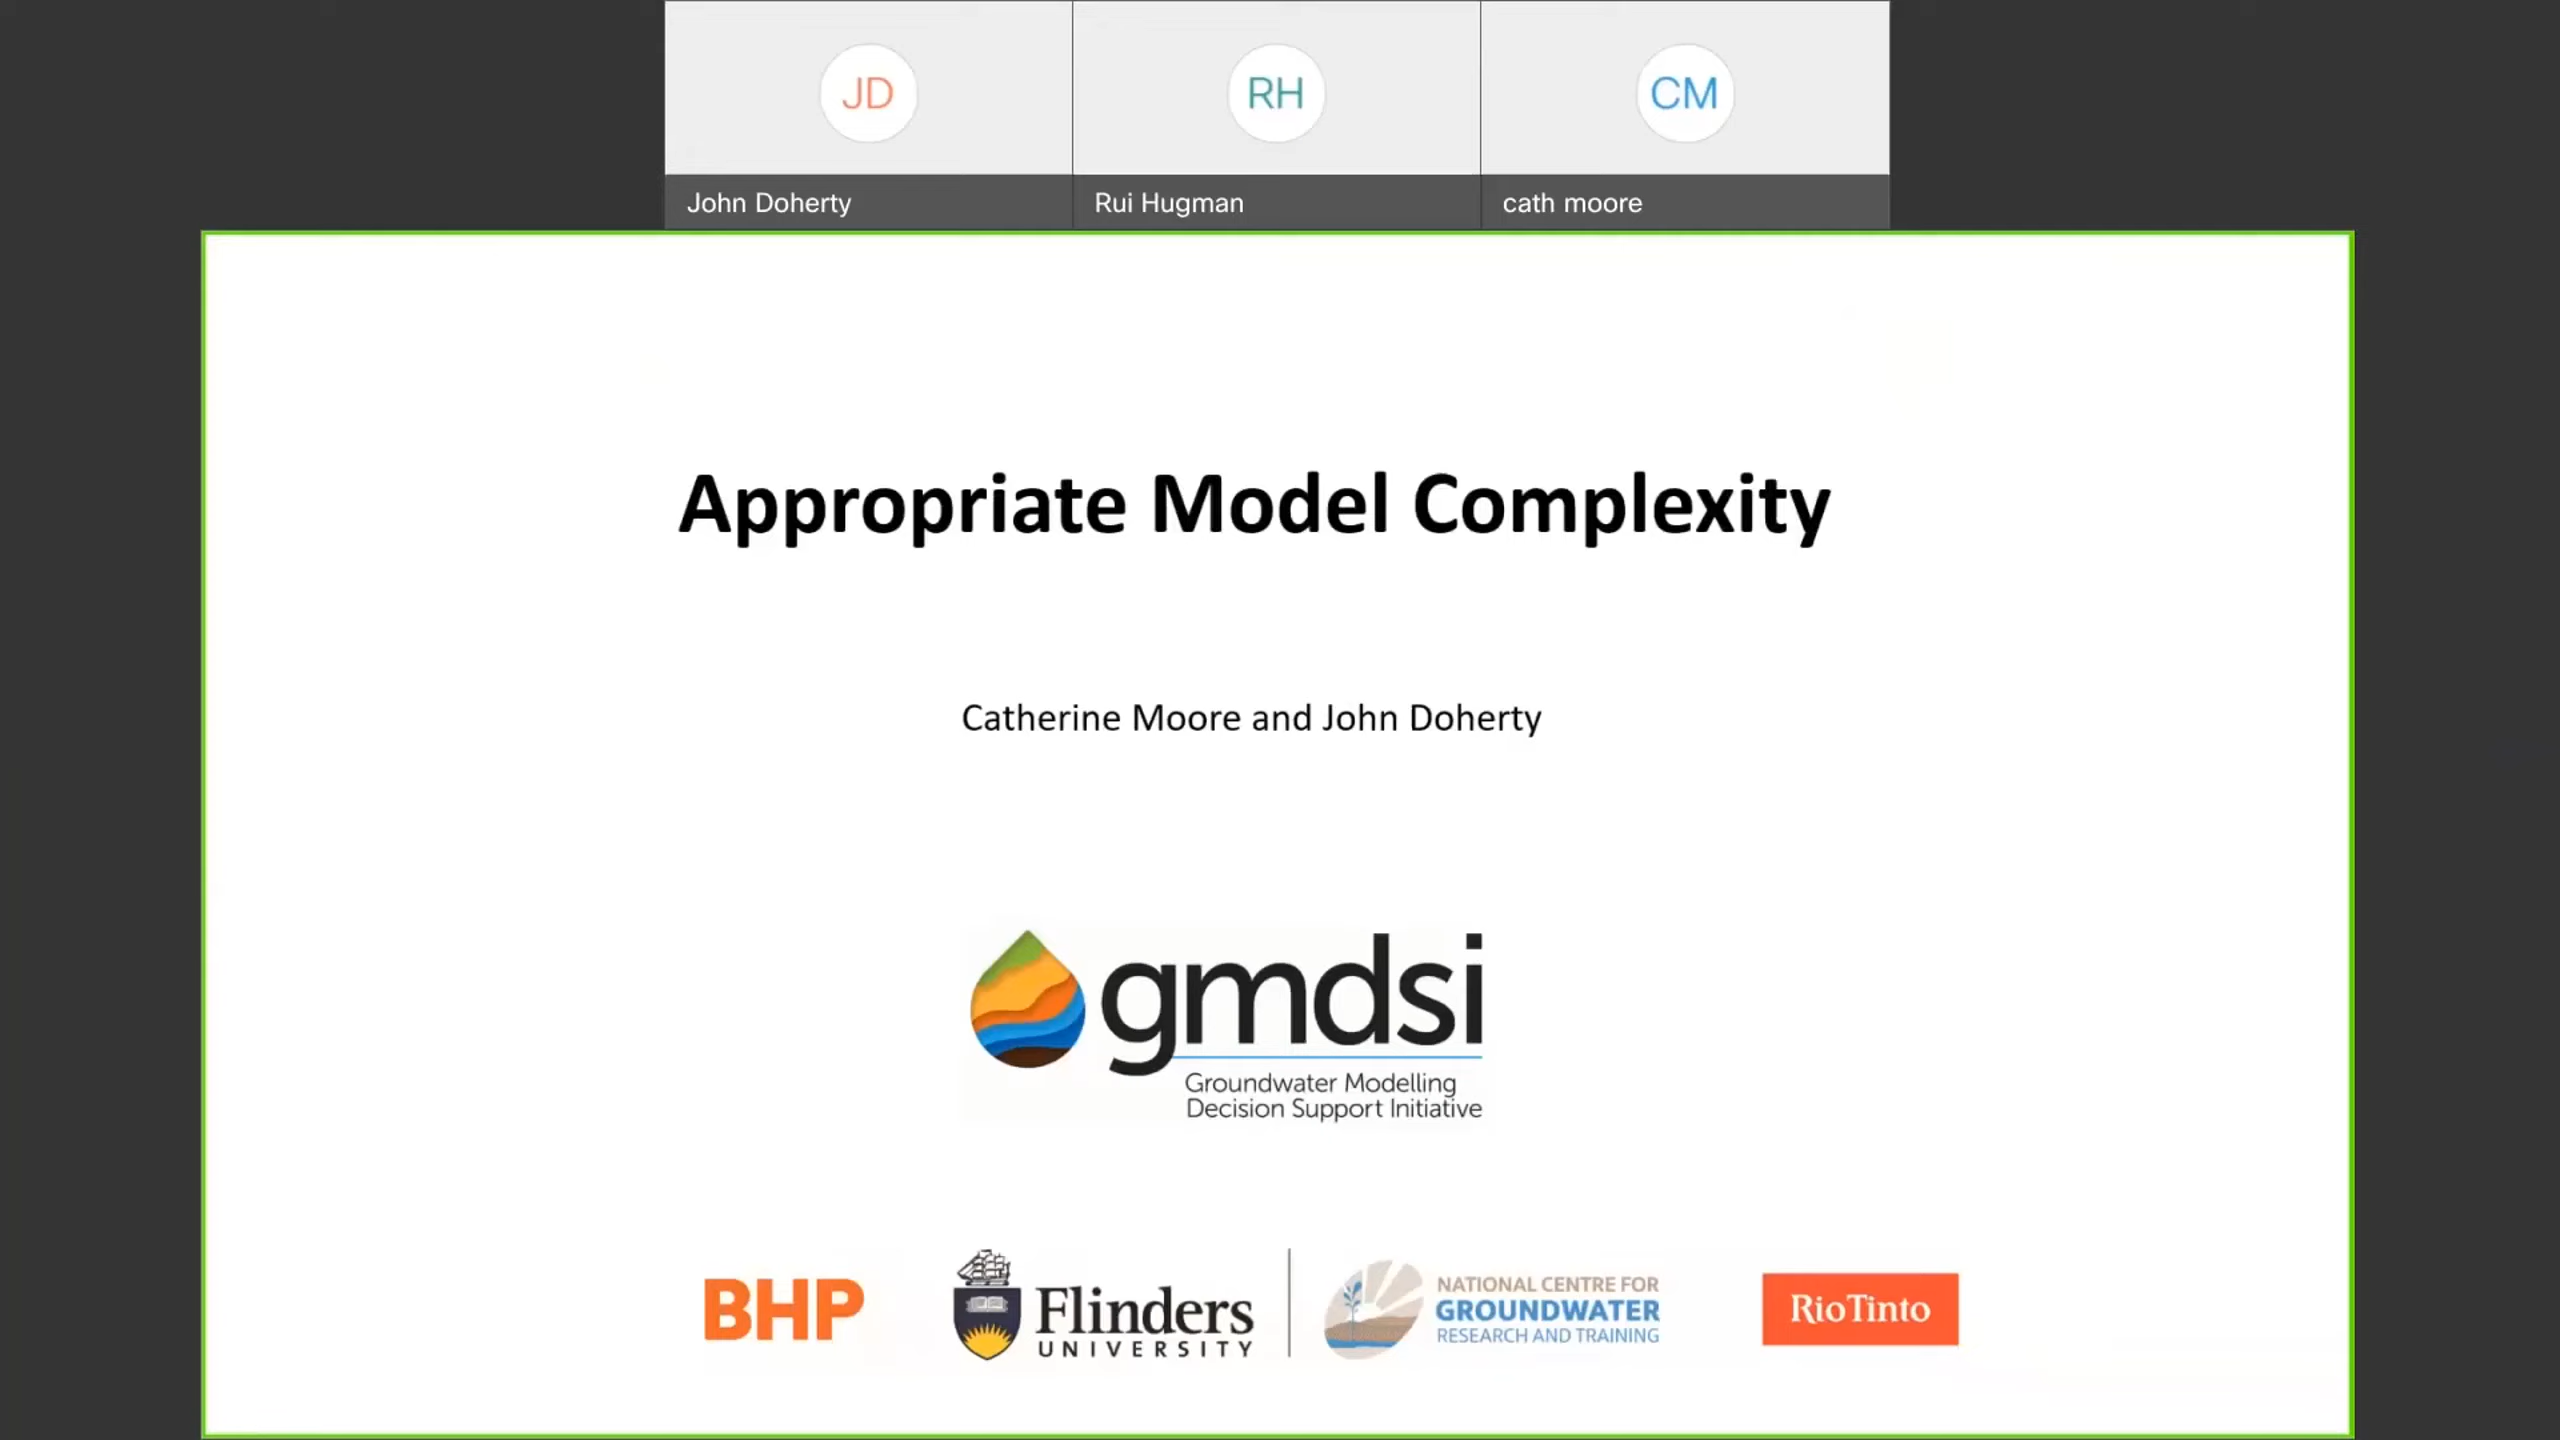 JD
RH
CM
John Doherty
Rui Hugman
cath moore
Appropriate Model Complexity
Catherine Moore and John Doherty
gmdsi
Groundwater Modelling
Decision Support Initiative
BHP
Flinders
UNIVERSITY
NATIONAL CENTRE FOR
GROUNDWATER
RESEARCH AND TRAINING
RioTinto